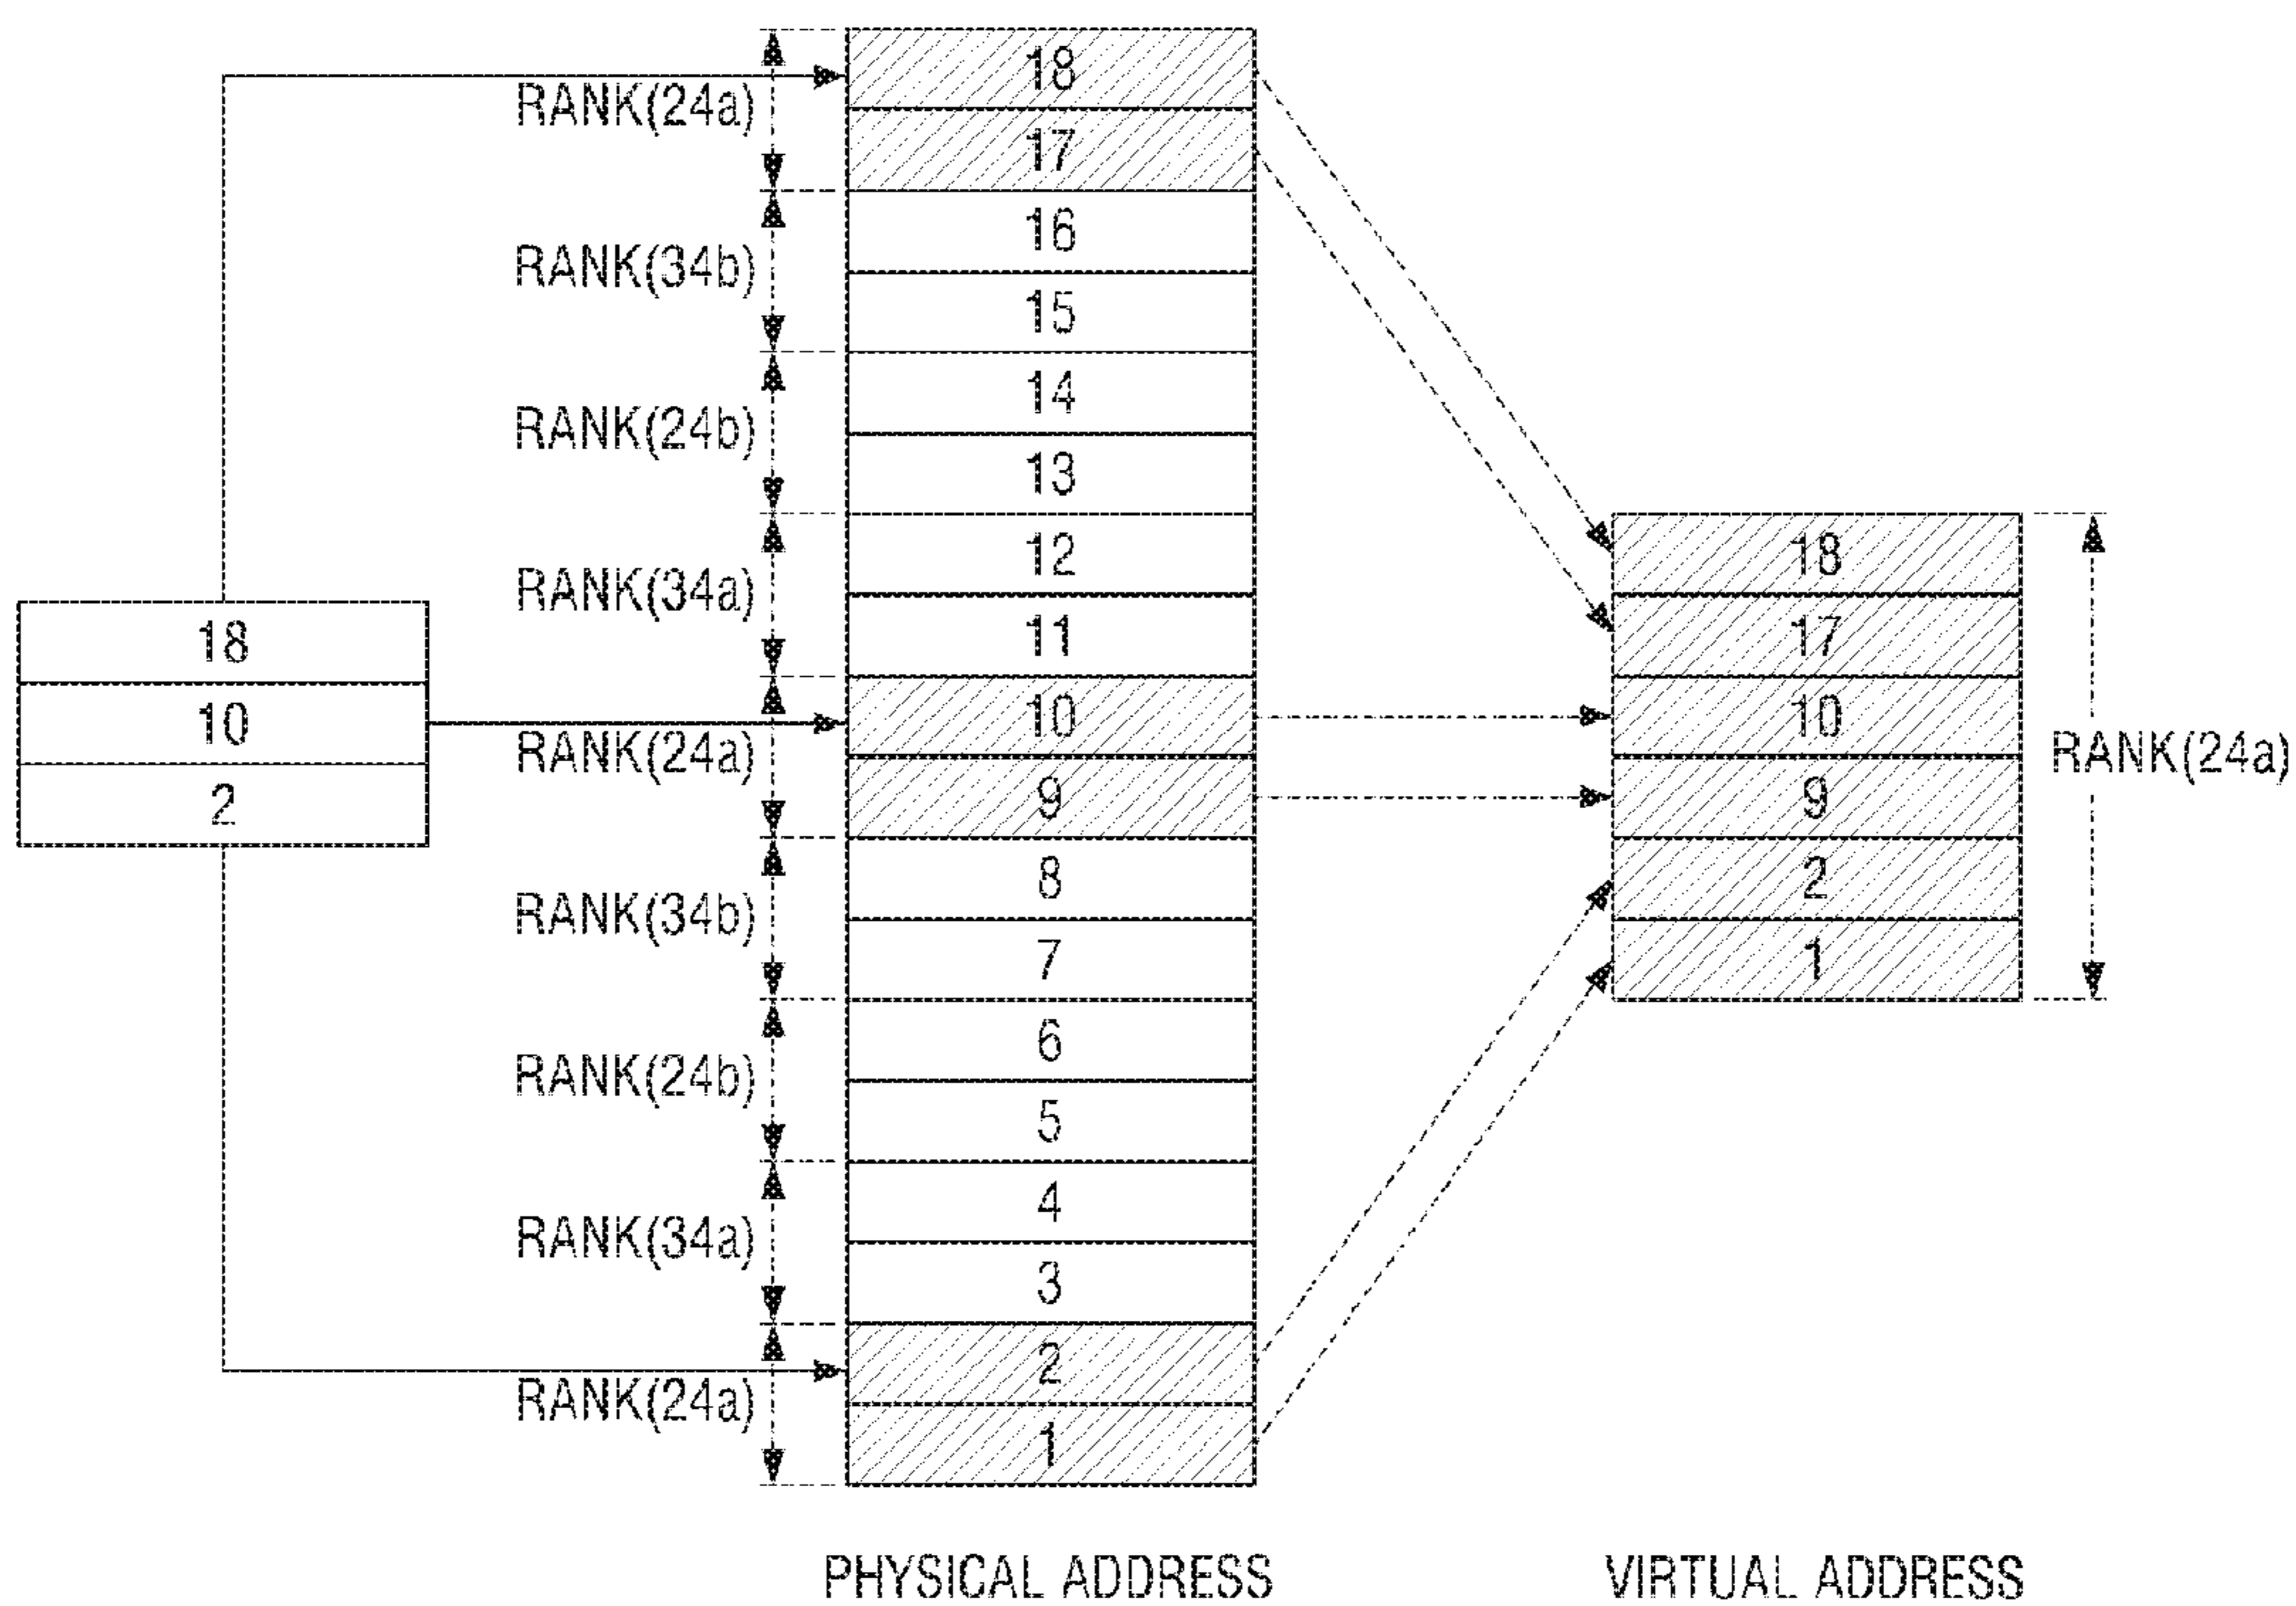 18
10
2
RANK(24a)
RANK(34b)
RANK(24b)
RANK(34a)
RANK(24a)
RANK(34b)
RANK(24b)
RANK(34a)
RANK(24a)
18
17
16
15
14
13
12
11
10
9
8
7
6
5
4
3
2
1
PHYSICAL ADDRESS
18
17
10
9
2
1
RANK(24a)
VIRTUAL ADDRESS